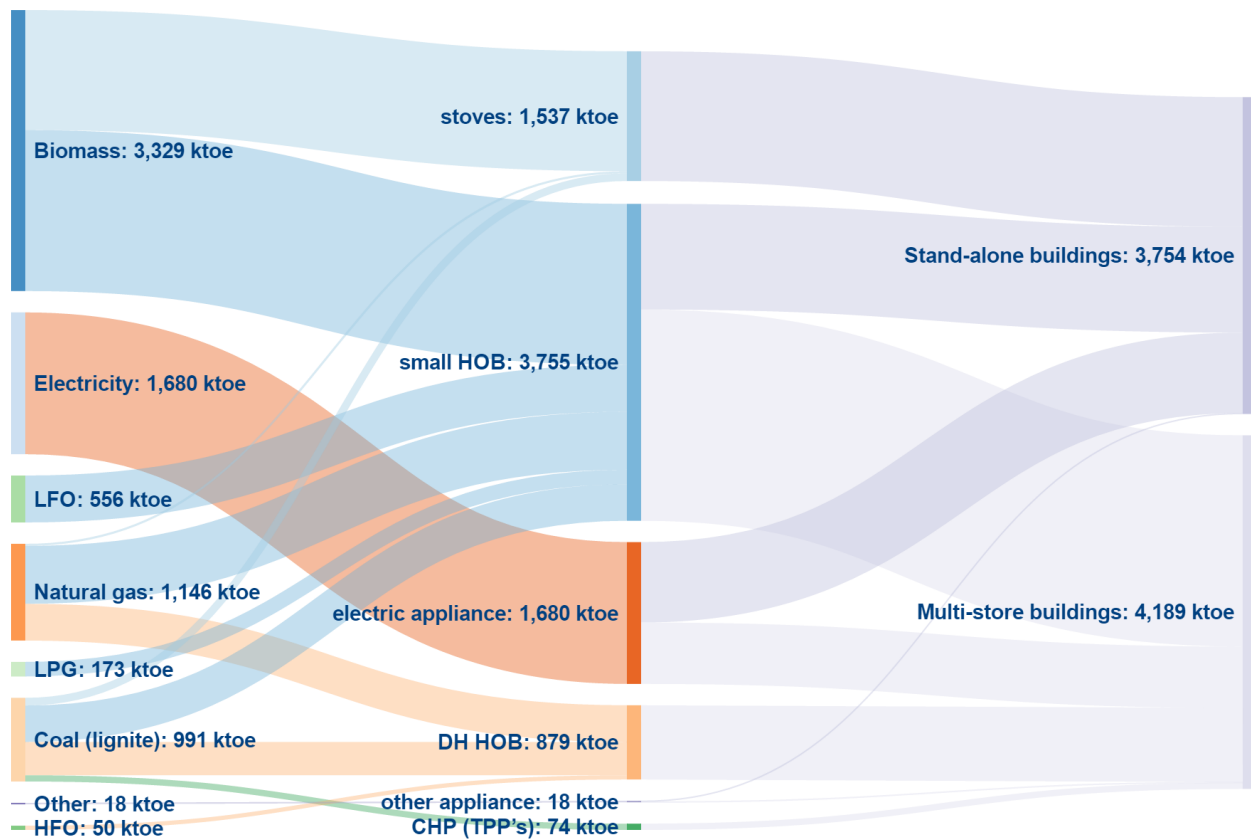 Biomass: 3,329 ktoe
Electricity: 1,680 ktoe
LFO: 556 ktoe
Natural gas: 1,146 ktoe
LPG: 173 ktoe
Coal (lignite): 991 ktoe
Other: 18 ktoe
HFO: 50 ktoe
stoves: 1,537 ktoe
small HOB: 3,755 ktoe
electric appliance: 1,680 ktoe
DH HOB: 879 ktoe
other appliance: 18 ktoe
CHP (TPP's): 74 ktoe
Stand-alone buildings: 3,754 ktoe
Multi-store buildings: 4,189 ktoe